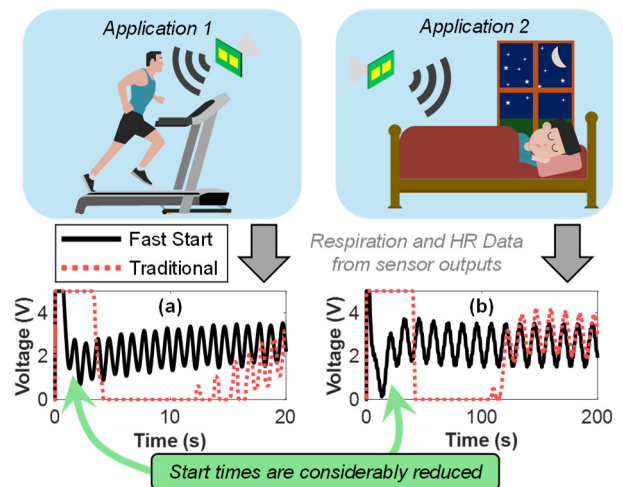 Application 1
Application 2
Fast Start
Traditional
Respiration and HR Data
from sensor outputs
(a)
Voltage (V)
4
2
0
0
10
20
Time (s)
(b)
Voltage (V)
4
2
0
0
100
200
Time (s)
Start times are considerably reduced